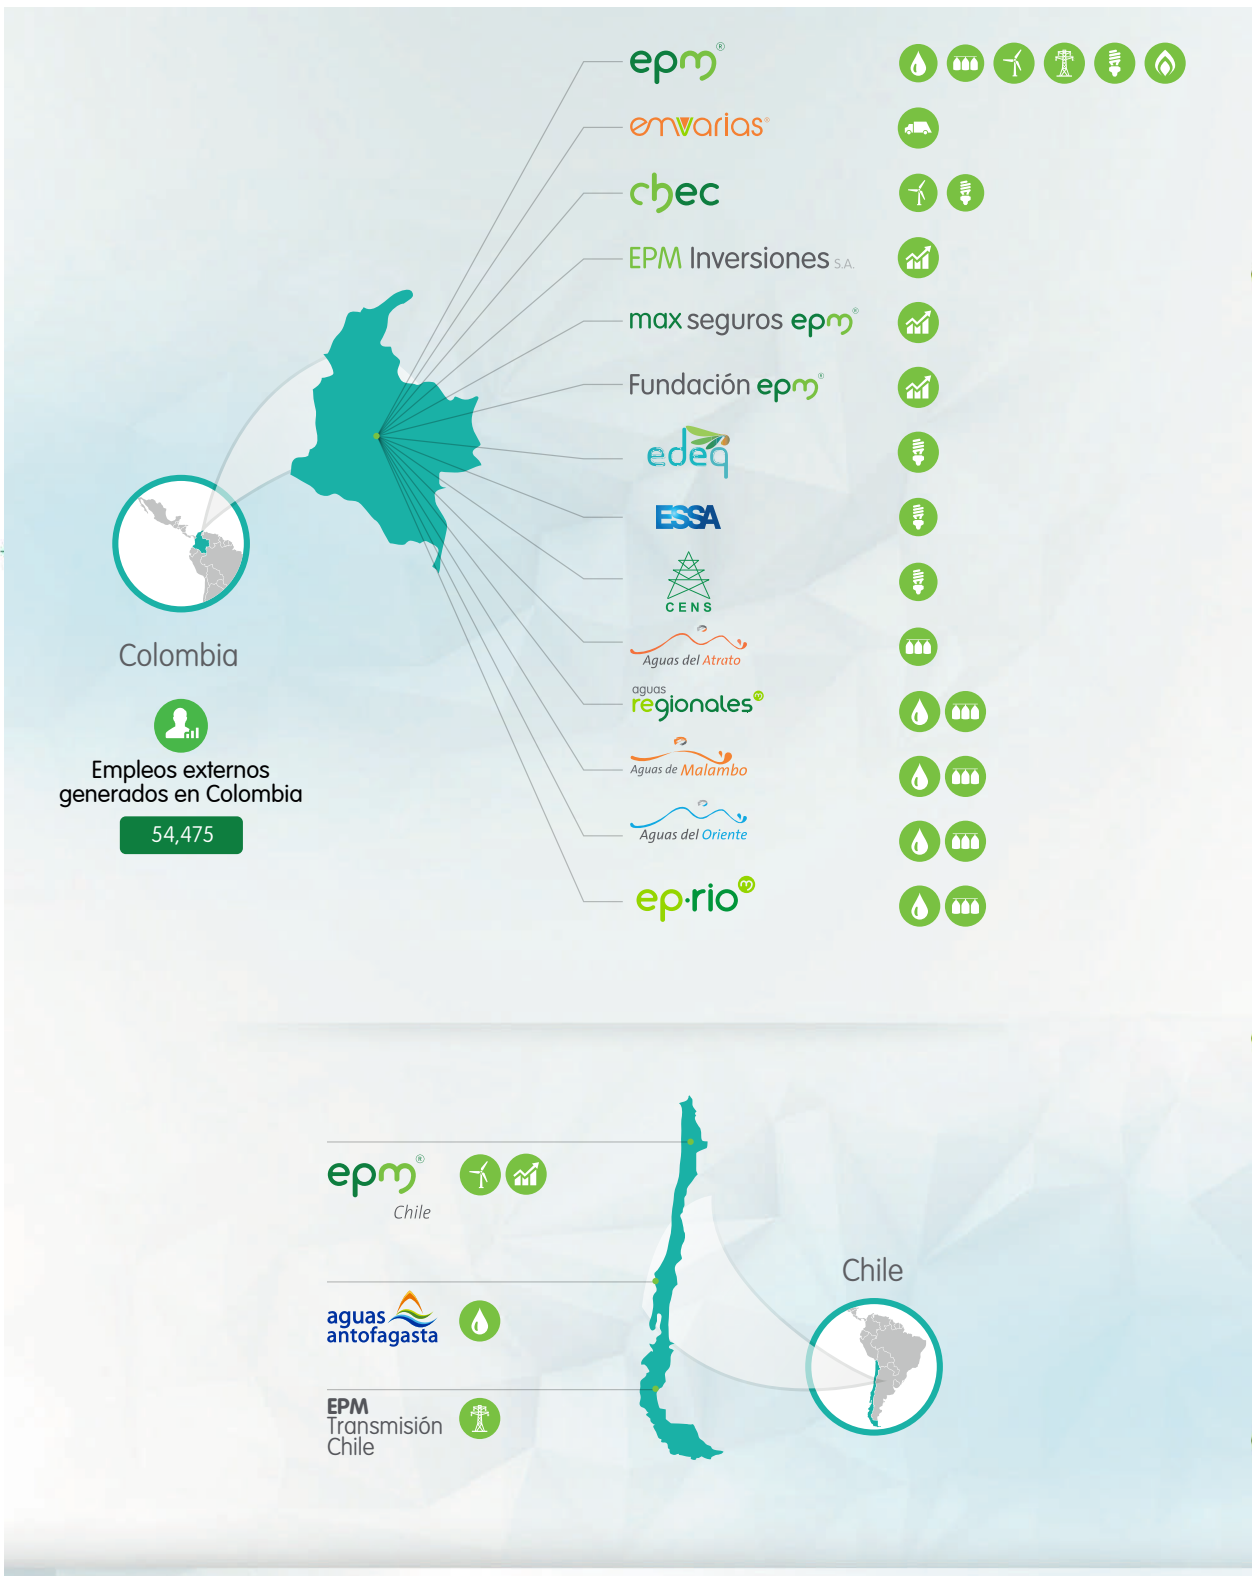 epm®
emvarias®
chec
EPM Inversiones S.A.
max seguros epm®
Fundación epm®
edeq
ESSA
CENS
Aguas del Atrato
aguas
regionales
Aguas de Malambo
Aguas del Oriente
ep·rio
Colombia
Empleos externos
generados en Colombia
54,475
epm®
Chile
aguas
antofagasta
EPM
Transmisión
Chile
Chile